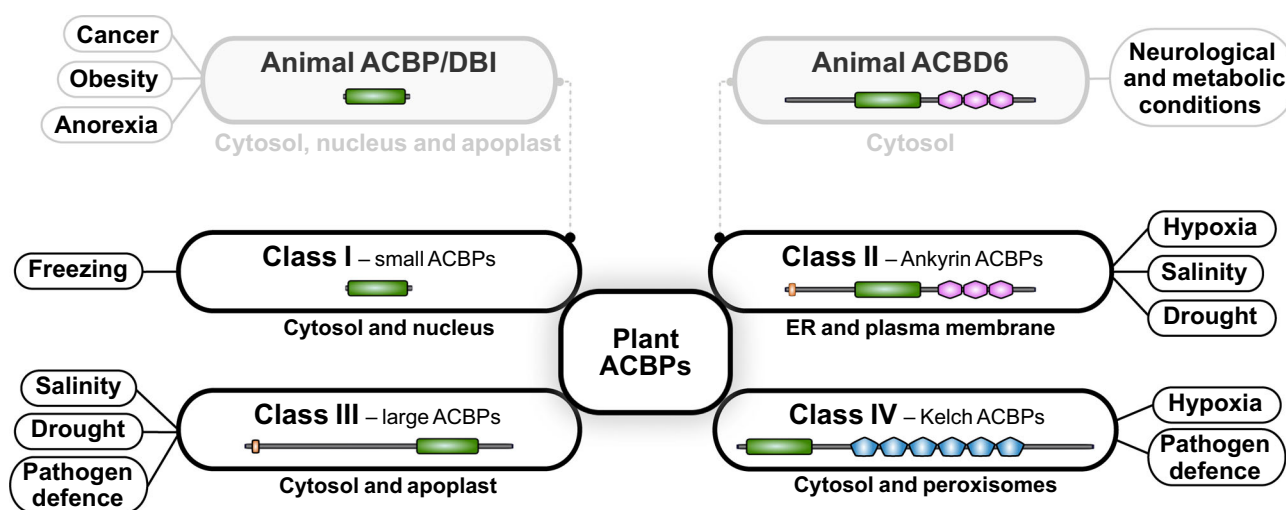 Cancer
Obesity
Anorexia
Animal ACBP/DBI
Cytosol, nucleus and apoplast
Animal ACBD6
Cytosol
Neurological
and metabolic
conditions
Freezing
Class I – small ACBPs
Cytosol and nucleus
Class II – Ankyrin ACBPs
ER and plasma membrane
Hypoxia
Salinity
Drought
Plant
ACBPs
Salinity
Drought
Pathogen
defence
Class III – large ACBPs
Cytosol and apoplast
Class IV – Kelch ACBPs
Cytosol and peroxisomes
Hypoxia
Pathogen
defence